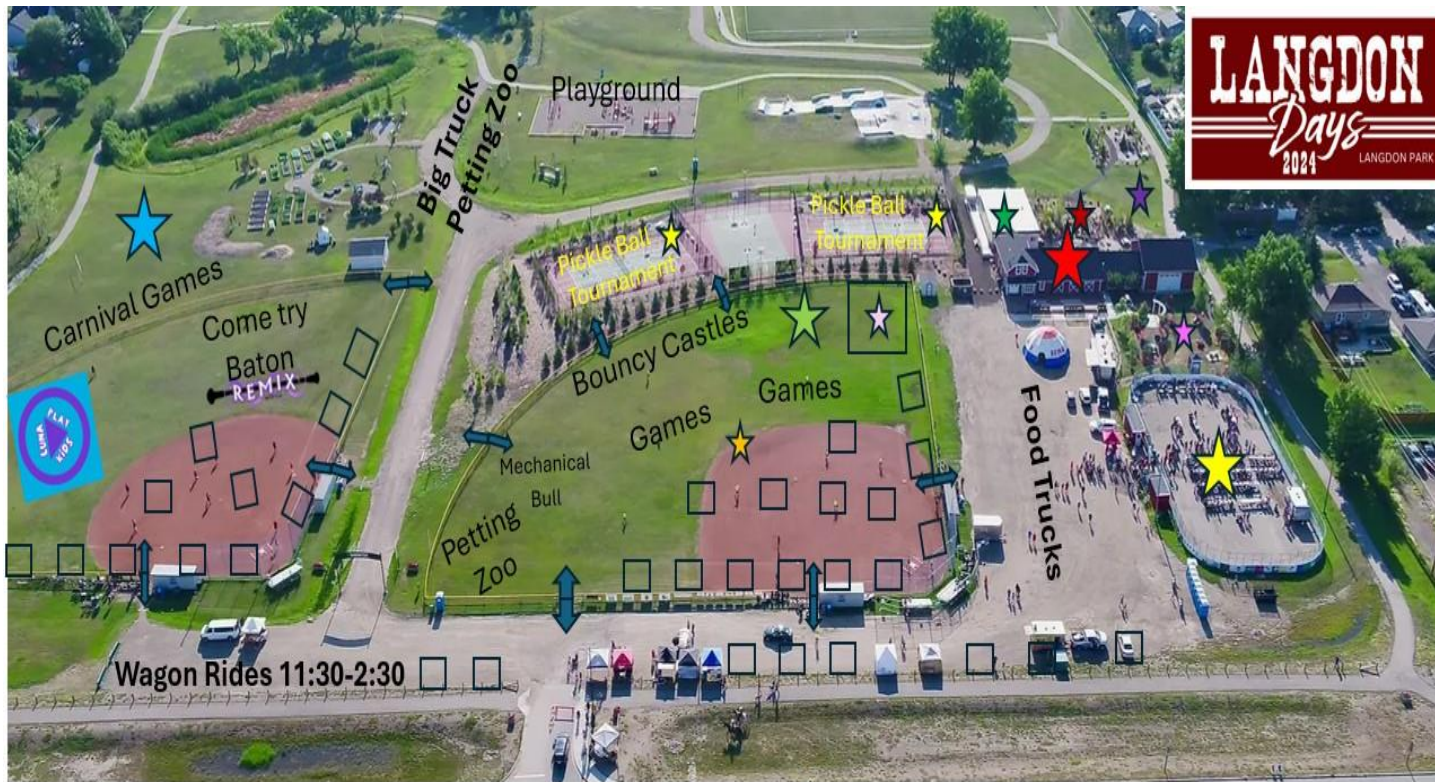 LANGDON
Days
2024
LANGDON PARK
Playground
Big Truck
Petting Zoo
Pickle Ball
Tournament
Pickle Ball
Tournament
Carnival Games
Come try
Baton
REMIX
LUNA
PLAY
KIDS
Bouncy Castles
Games
Games
Mechanical
Bull
Petting
Zoo
Food Trucks
Wagon Rides 11:30-2:30